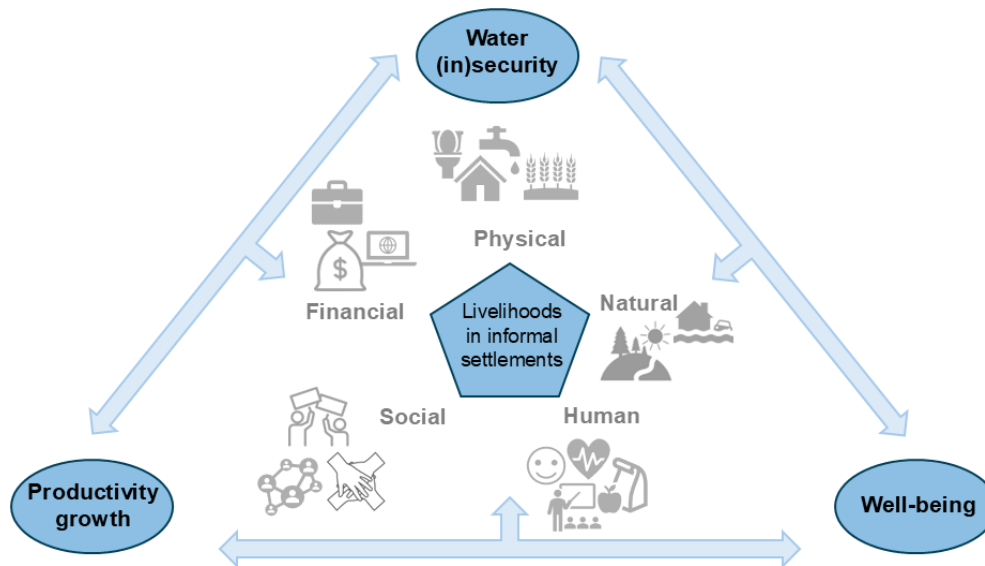 Water
(in)security
Physical
Financial
Natural
Livelihoods
in informal
settlements
Social
Human
Productivity
growth
Well-being
$